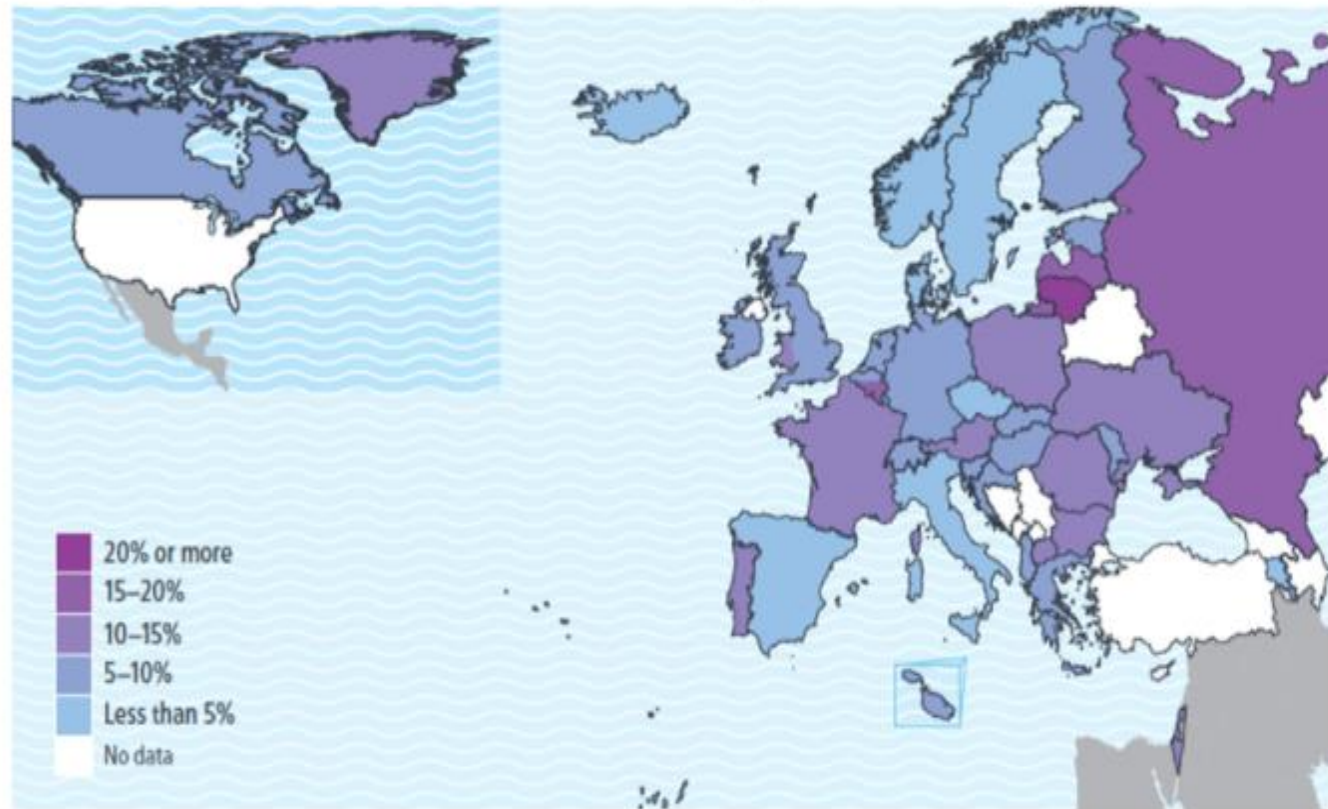 20% or more
15–20%
10–15%
5–10%
Less than 5%
No data